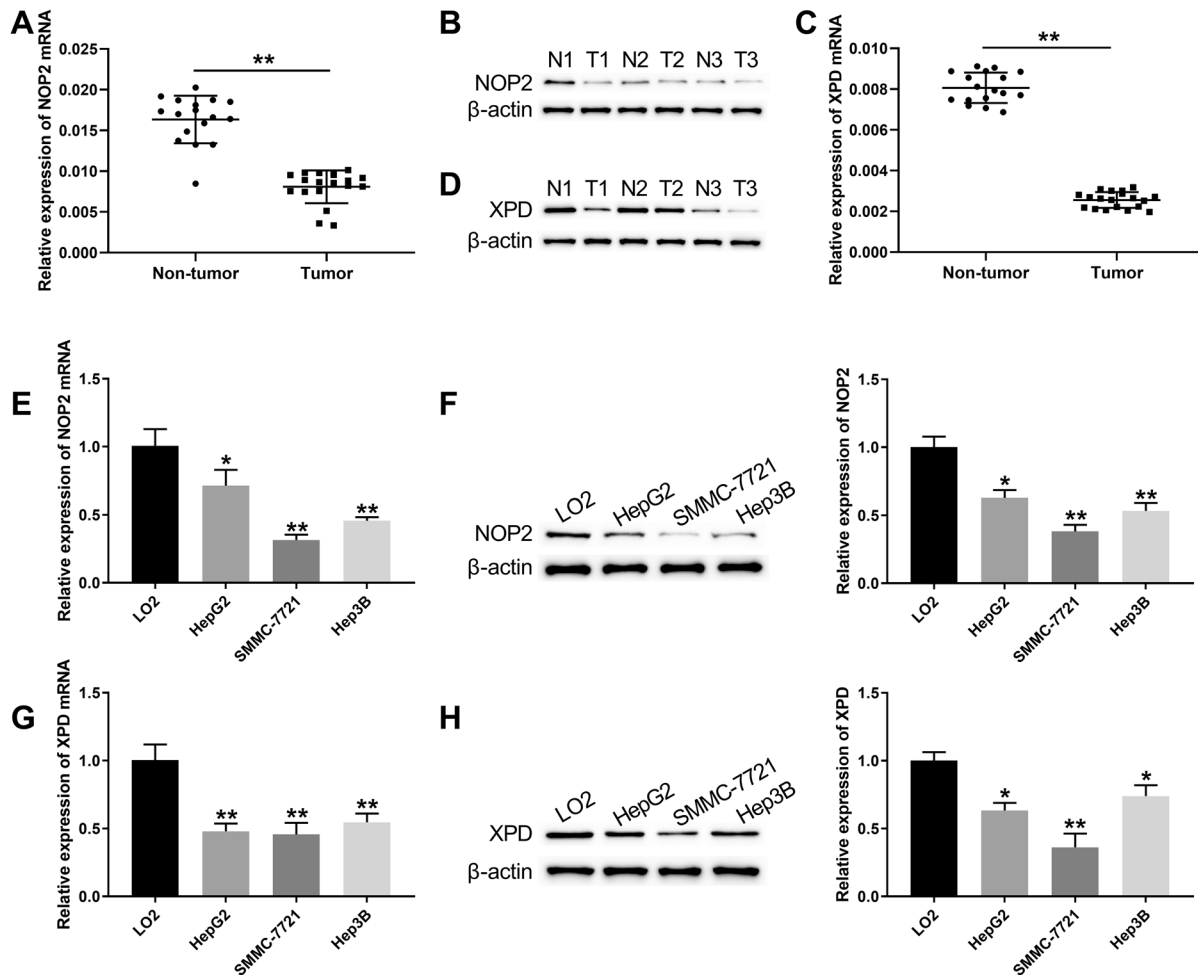 A
Relative expression of NOP2 mRNA
0.025
0.020
0.015
0.010
0.005
0.000
**
Non-tumor
Tumor
B
N1 T1 N2 T2 N3 T3
NOP2
β-actin
D
N1 T1 N2 T2 N3 T3
XPD
β-actin
C
Relative expression of XPD mRNA
0.010
0.008
0.006
0.004
0.002
0.000
**
Non-tumor
Tumor
E
Relative expression of NOP2 mRNA
1.5
1.0
0.5
0.0
*
**
**
LO2
HepG2
SMMC-7721
Hep3B
F
LO2
HepG2
SMMC-7721
Hep3B
NOP2
β-actin
Relative expression of NOP2
1.5
1.0
0.5
0.0
*
**
**
LO2
HepG2
SMMC-7721
Hep3B
G
Relative expression of XPD mRNA
1.5
1.0
0.5
0.0
**
**
**
LO2
HepG2
SMMC-7721
Hep3B
H
LO2
HepG2
SMMC-7721
Hep3B
XPD
β-actin
Relative expression of XPD
1.5
1.0
0.5
0.0
*
**
*
LO2
HepG2
SMMC-7721
Hep3B